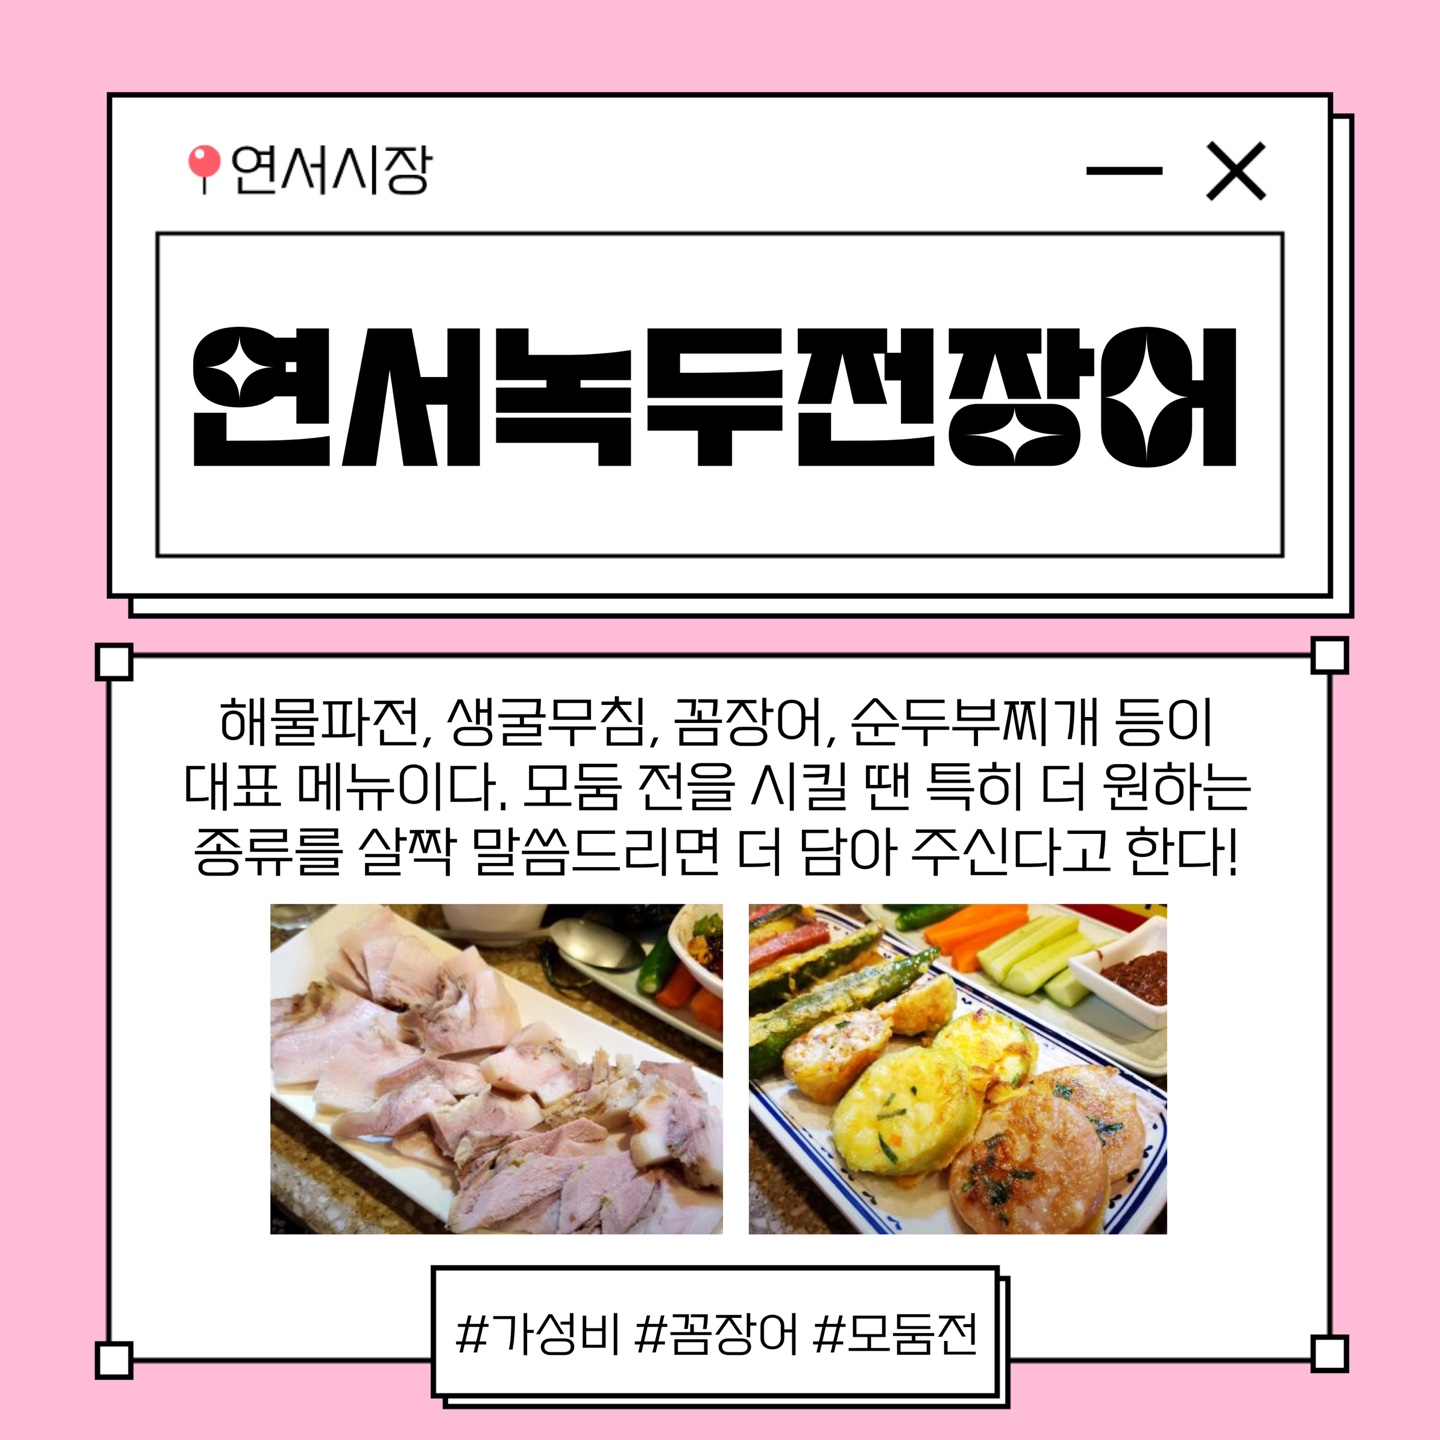 연서시장
연서녹두전장어
해물파전, 생굴무침, 꼼장어, 순두부찌개 등이
대표 메뉴이다. 모둠 전을 시킬 땐 특히 더 원하는
종류를 살짝 말씀드리면 더 담아 주신다고 한다!
#가성비 #꼼장어 #모둠전